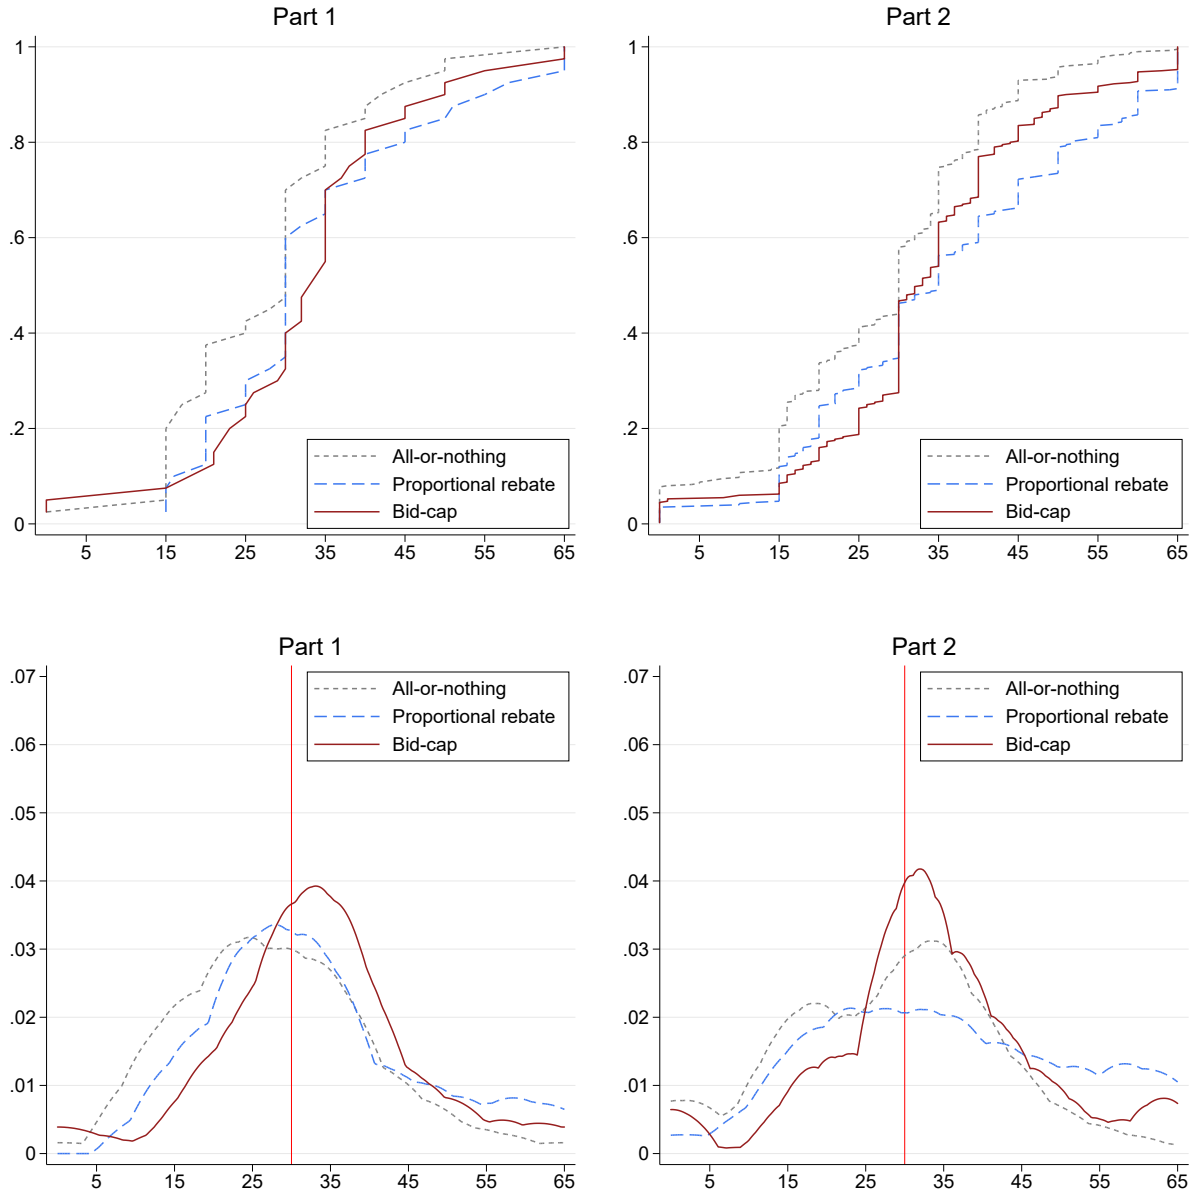 Part 1
1
.8
.6
.4
.2
0
5 15 25 35 45 55 65
All-or-nothing
Proportional rebate
Bid-cap
Part 2
1
.8
.6
.4
.2
0
5 15 25 35 45 55 65
All-or-nothing
Proportional rebate
Bid-cap
Part 1
.07
.06
.05
.04
.03
.02
.01
0
5 15 25 35 45 55 65
All-or-nothing
Proportional rebate
Bid-cap
Part 2
.07
.06
.05
.04
.03
.02
.01
0
5 15 25 35 45 55 65
All-or-nothing
Proportional rebate
Bid-cap